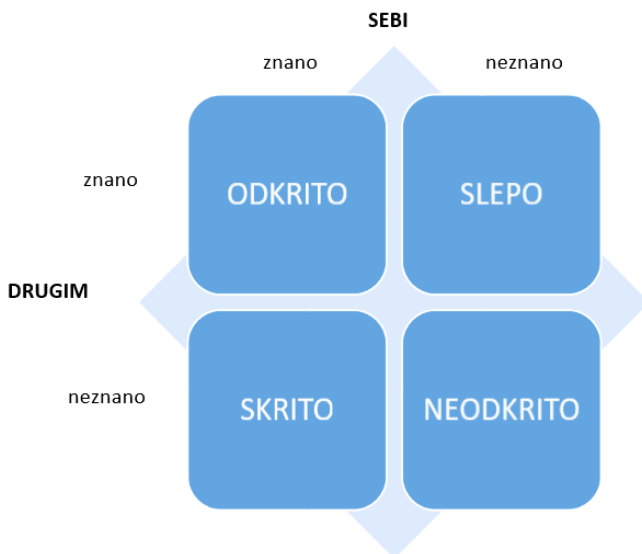 SEBI
znano
neznano
znano
ODKRITO
SLEPO
DRUGIM
neznano
SKRITO
NEODKRITO